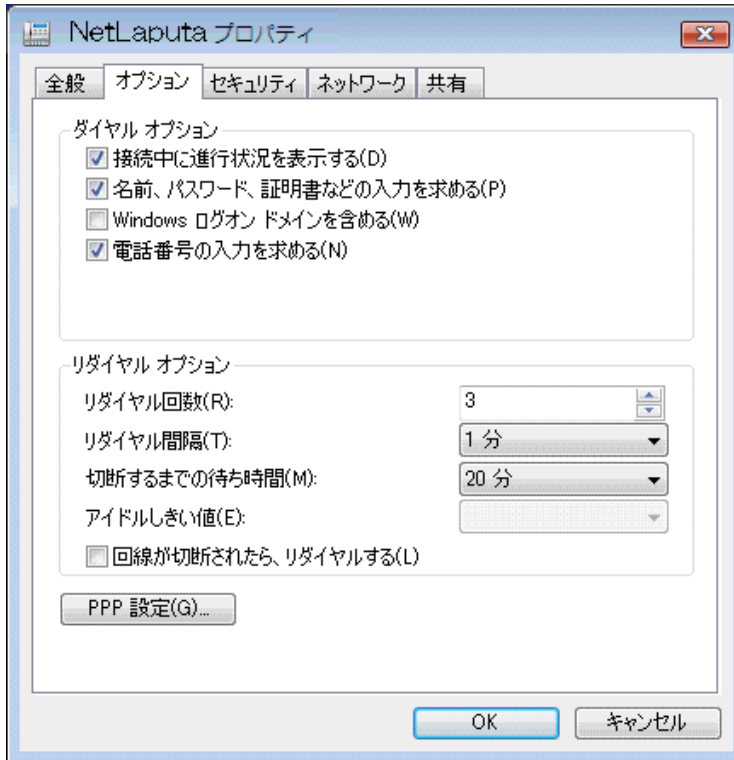 NetLaputa プロパティ
全般 オプション セキュリティ ネットワーク 共有
ダイヤル オプション
接続中に進行状況を表示する(D)
名前、パスワード、証明書などの入力を求める(P)
Windows ログオン ドメインを含める(W)
電話番号の入力を求める(N)
リダイヤル オプション
リダイヤル回数(R): 3
リダイヤル間隔(T): 1 分
切断するまでの待ち時間(M): 20 分
アイドルしきい値(E):
回線が切断されたら、リダイヤルする(L)
PPP 設定(G)...
OK キャンセル